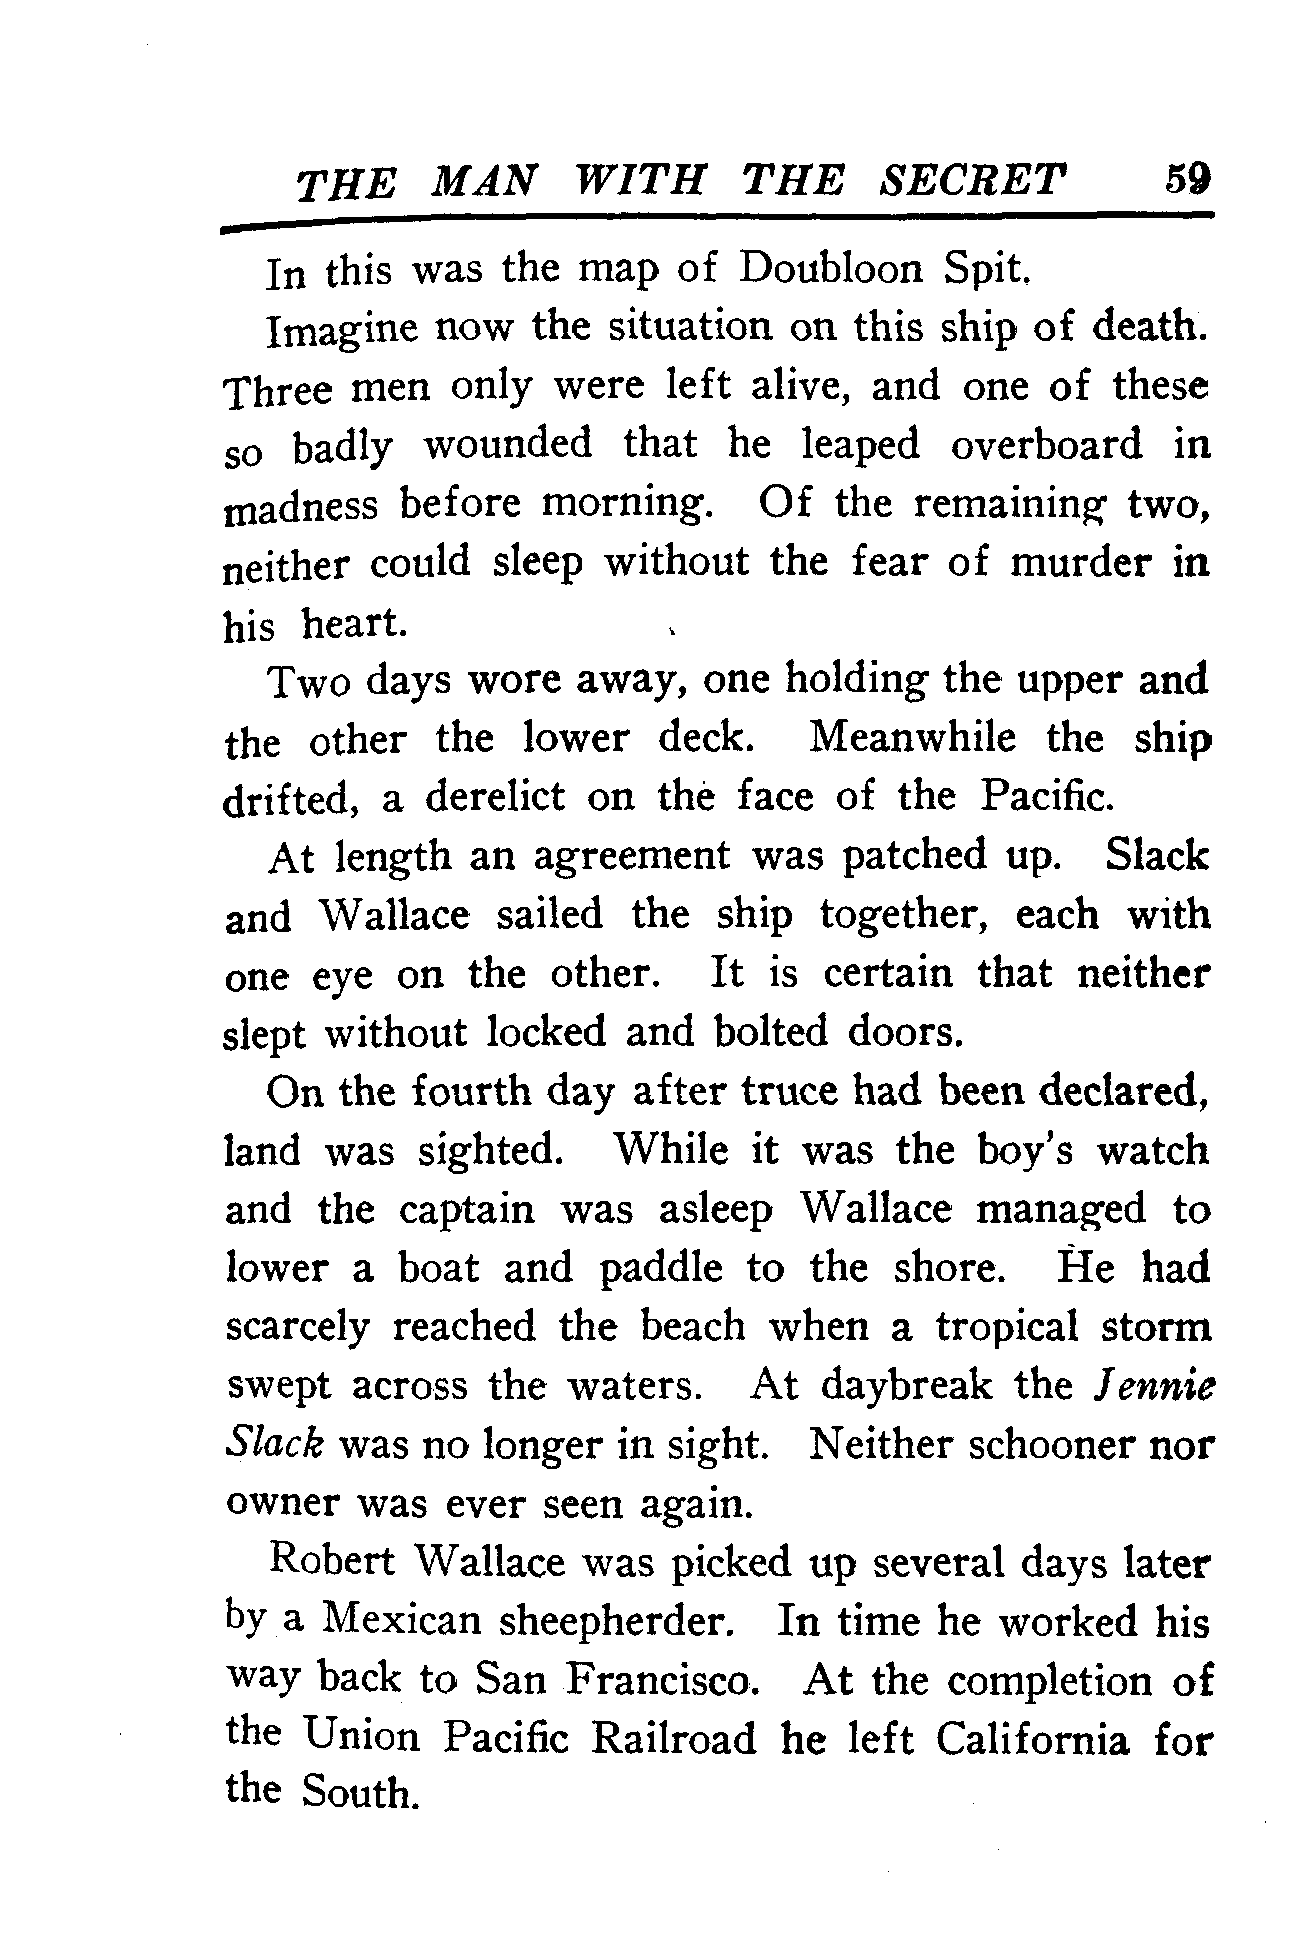 THE MAN WITH THE SECRET 59
In this was the map of Doubloon Spit.
Imagine now the situation on this ship of death.
Three men only were left alive, and one of these
so badly wounded that he leaped overboard in
madness before morning. Of the remaining two,
neither could sleep without the fear of murder in
his heart.
Two days wore away, one holding the upper and
the other the lower deck. Meanwhile the ship
drifted, a derelict on the face of the Pacific.
At length an agreement was patched up. Slack
and Wallace sailed the ship together, each with
one eye on the other. It is certain that neither
slept without locked and bolted doors.
On the fourth day after truce had been declared,
land was sighted. While it was the boy's watch
and the captain was asleep Wallace managed to
lower a boat and paddle to the shore. He had
scarcely reached the beach when a tropical storm
swept across the waters. At daybreak the Jennie
Slack was no longer in sight. Neither schooner nor
owner was ever seen again.
Robert Wallace was picked up several days later
by a Mexican sheepherder. In time he worked his
way back to San Francisco. At the completion of
the Union Pacific Railroad he left California for
the South.